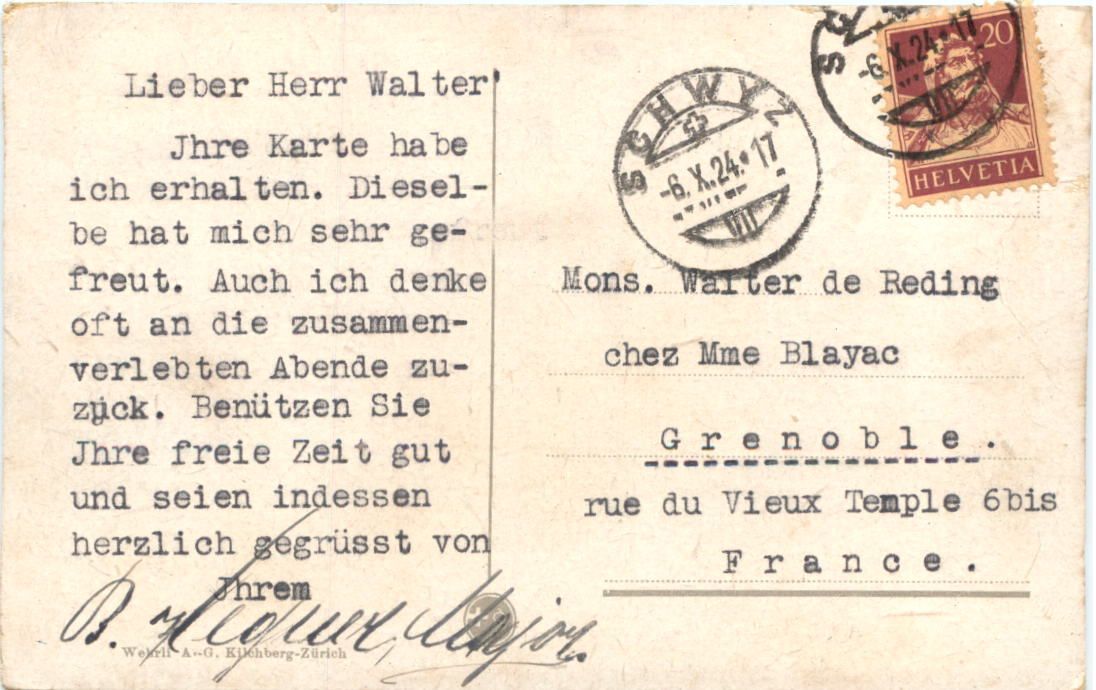 Lieber Herr Walter'
Jhre Karte habe
ich erhalten. Diesel-
be hat mich sehr ge-
freut. Auch ich denke
oft an die zusammen-
verlebten Abende zu-
zück. Benützen Sie
Jhre freie Zeit gut
und seien indessen
herzlich gegrüsst von
Jhrem
B. Hegner, Major.
Wehrli A.-G. Kilchberg-Zürich
SCHWYZ
-6.X.24.*17
VII
-6.X.24.*17
VII
20
HELVETIA
Mons. Walter de Reding
chez Mme Blayac
Grenoble.
rue du Vieux Temple 6bis
France.